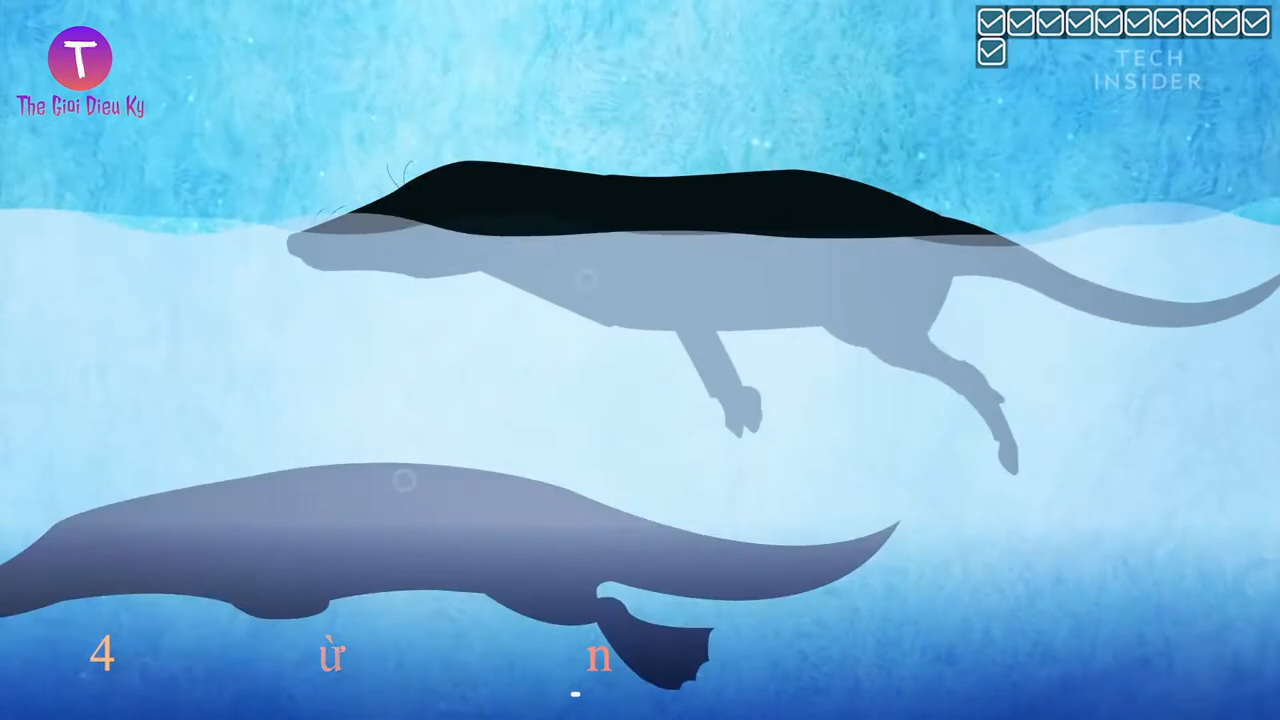 T
The Gioi Dieu Ky
TECH
INSIDER
4 ừ n